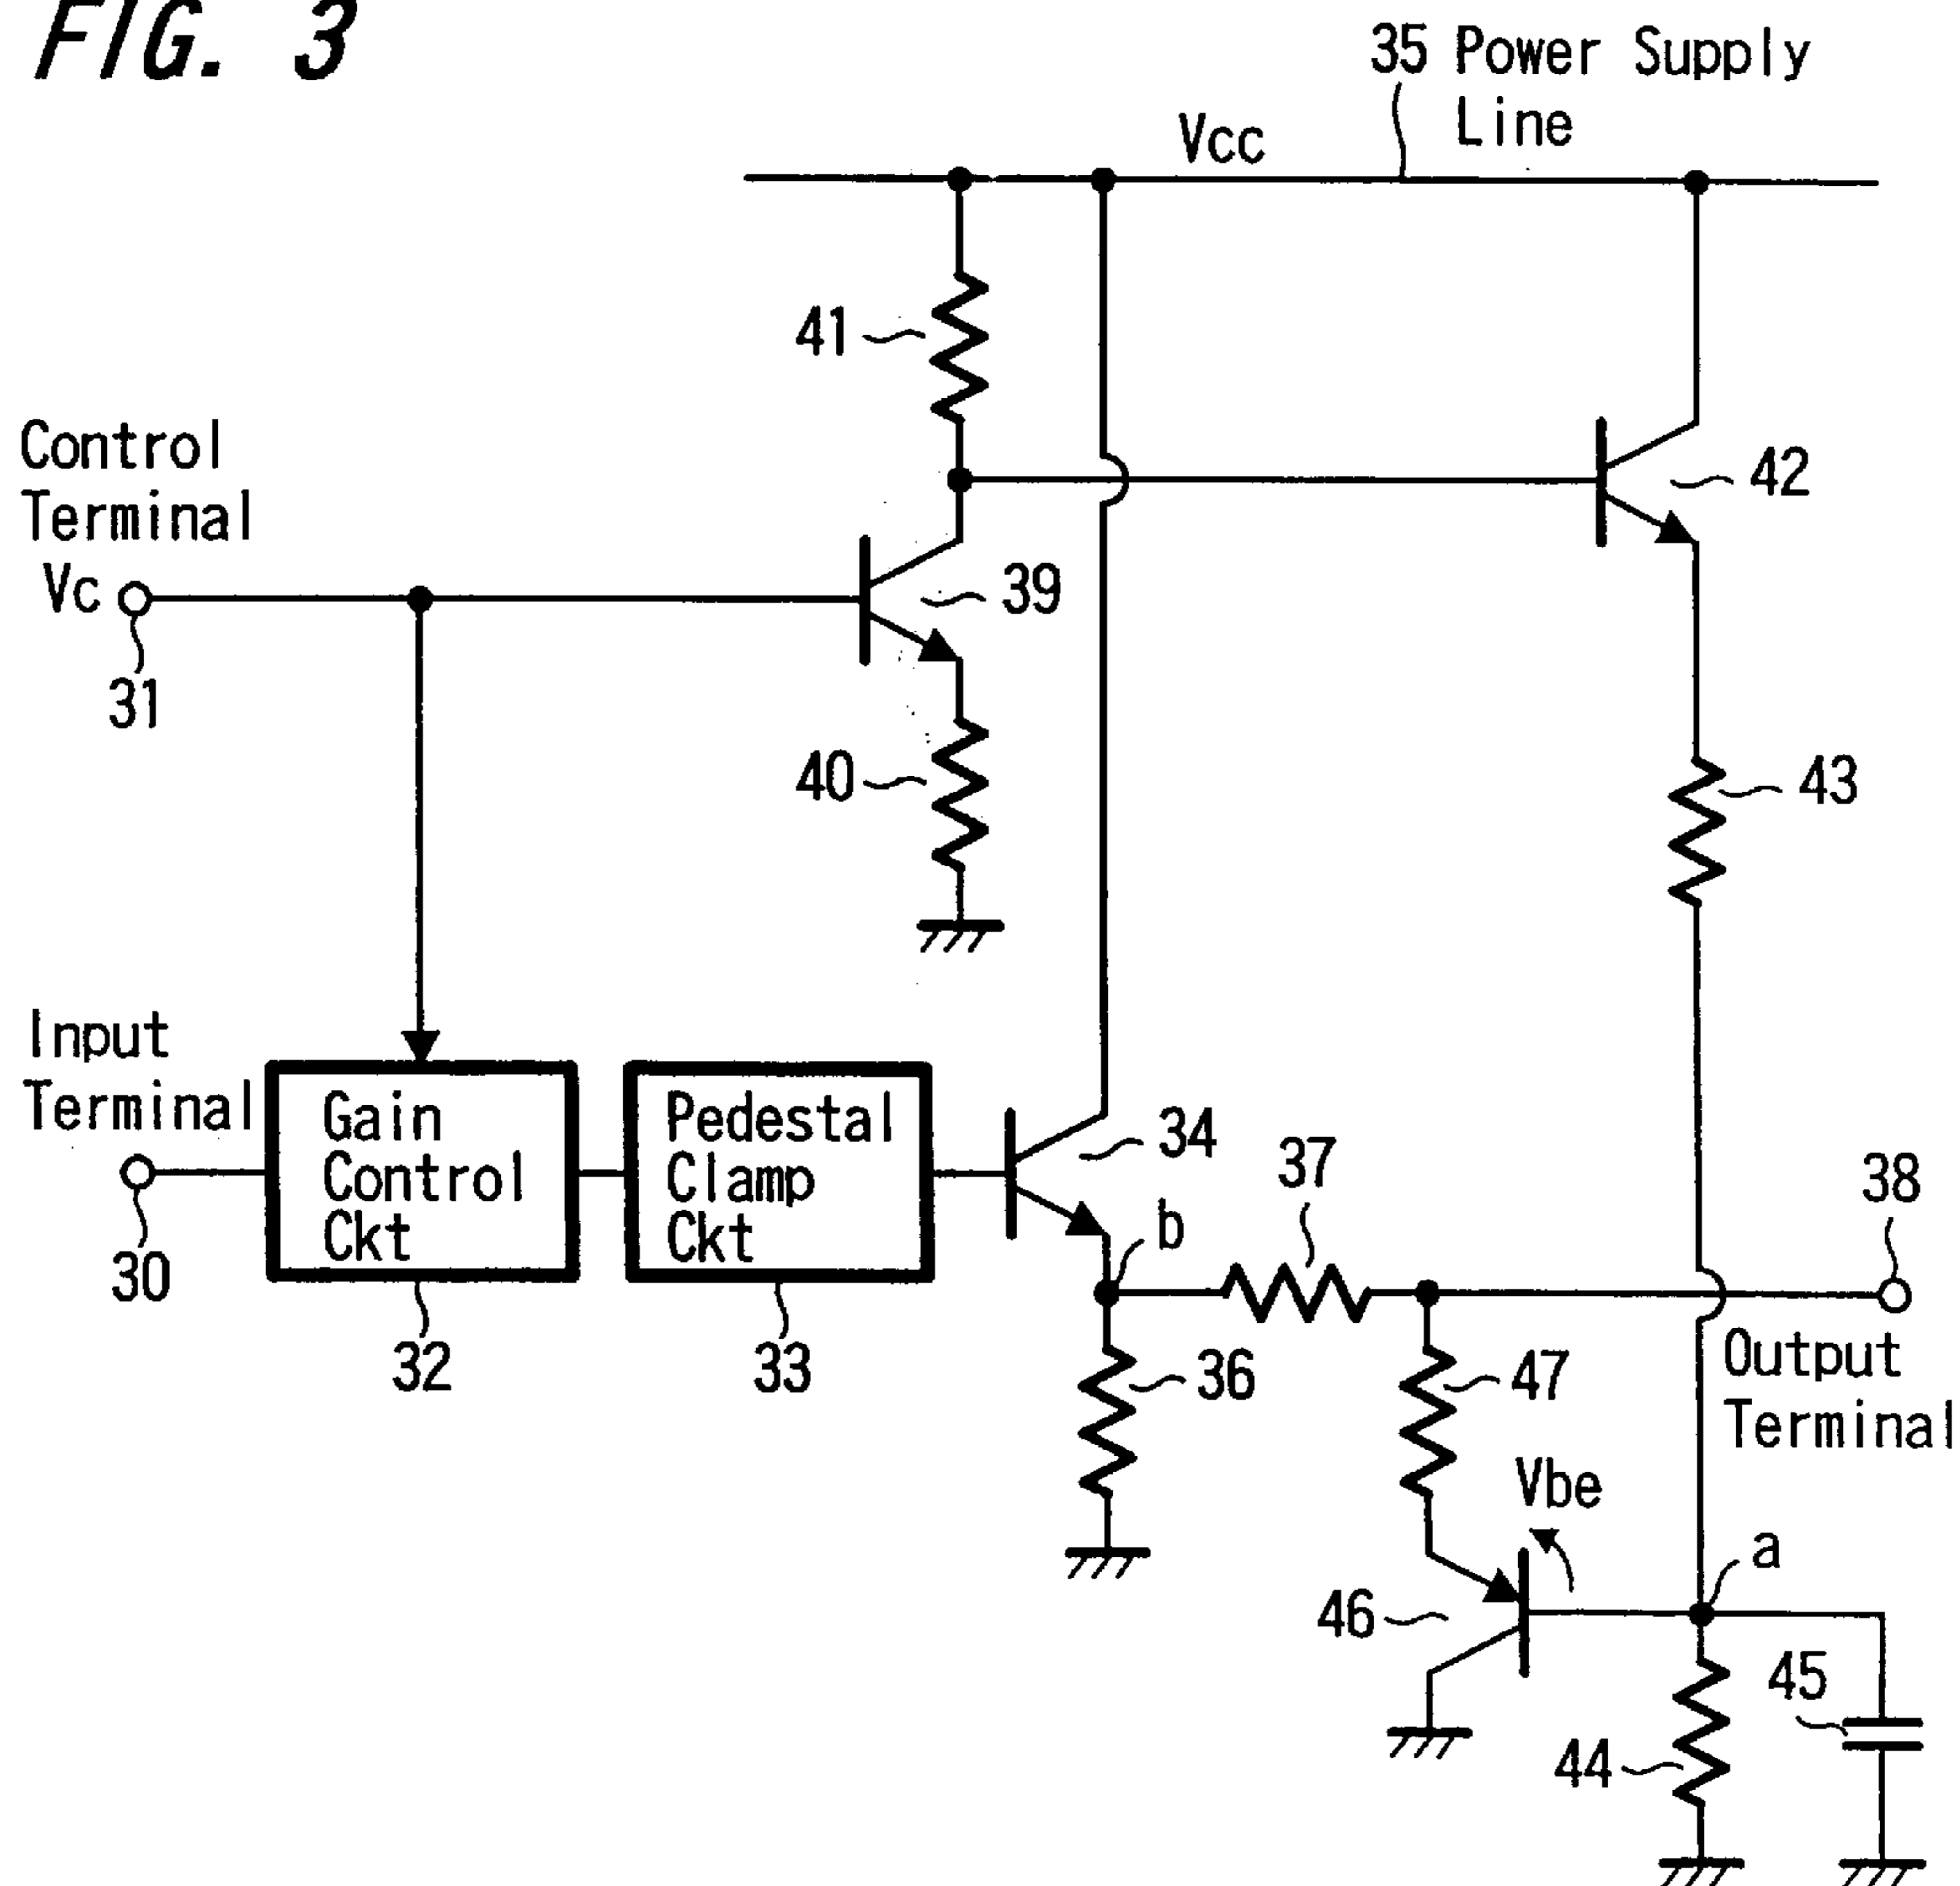 FIG. 3
35 Power Supply
Line
Vcc
41
Control
Terminal
Vc
31
39
42
40
43
Input
Terminal
30
Gain
Control
Ckt
32
Pedestal
Clamp
Ckt
33
34
b
37
38
Output
Terminal
36
47
Vbe
a
46
45
44